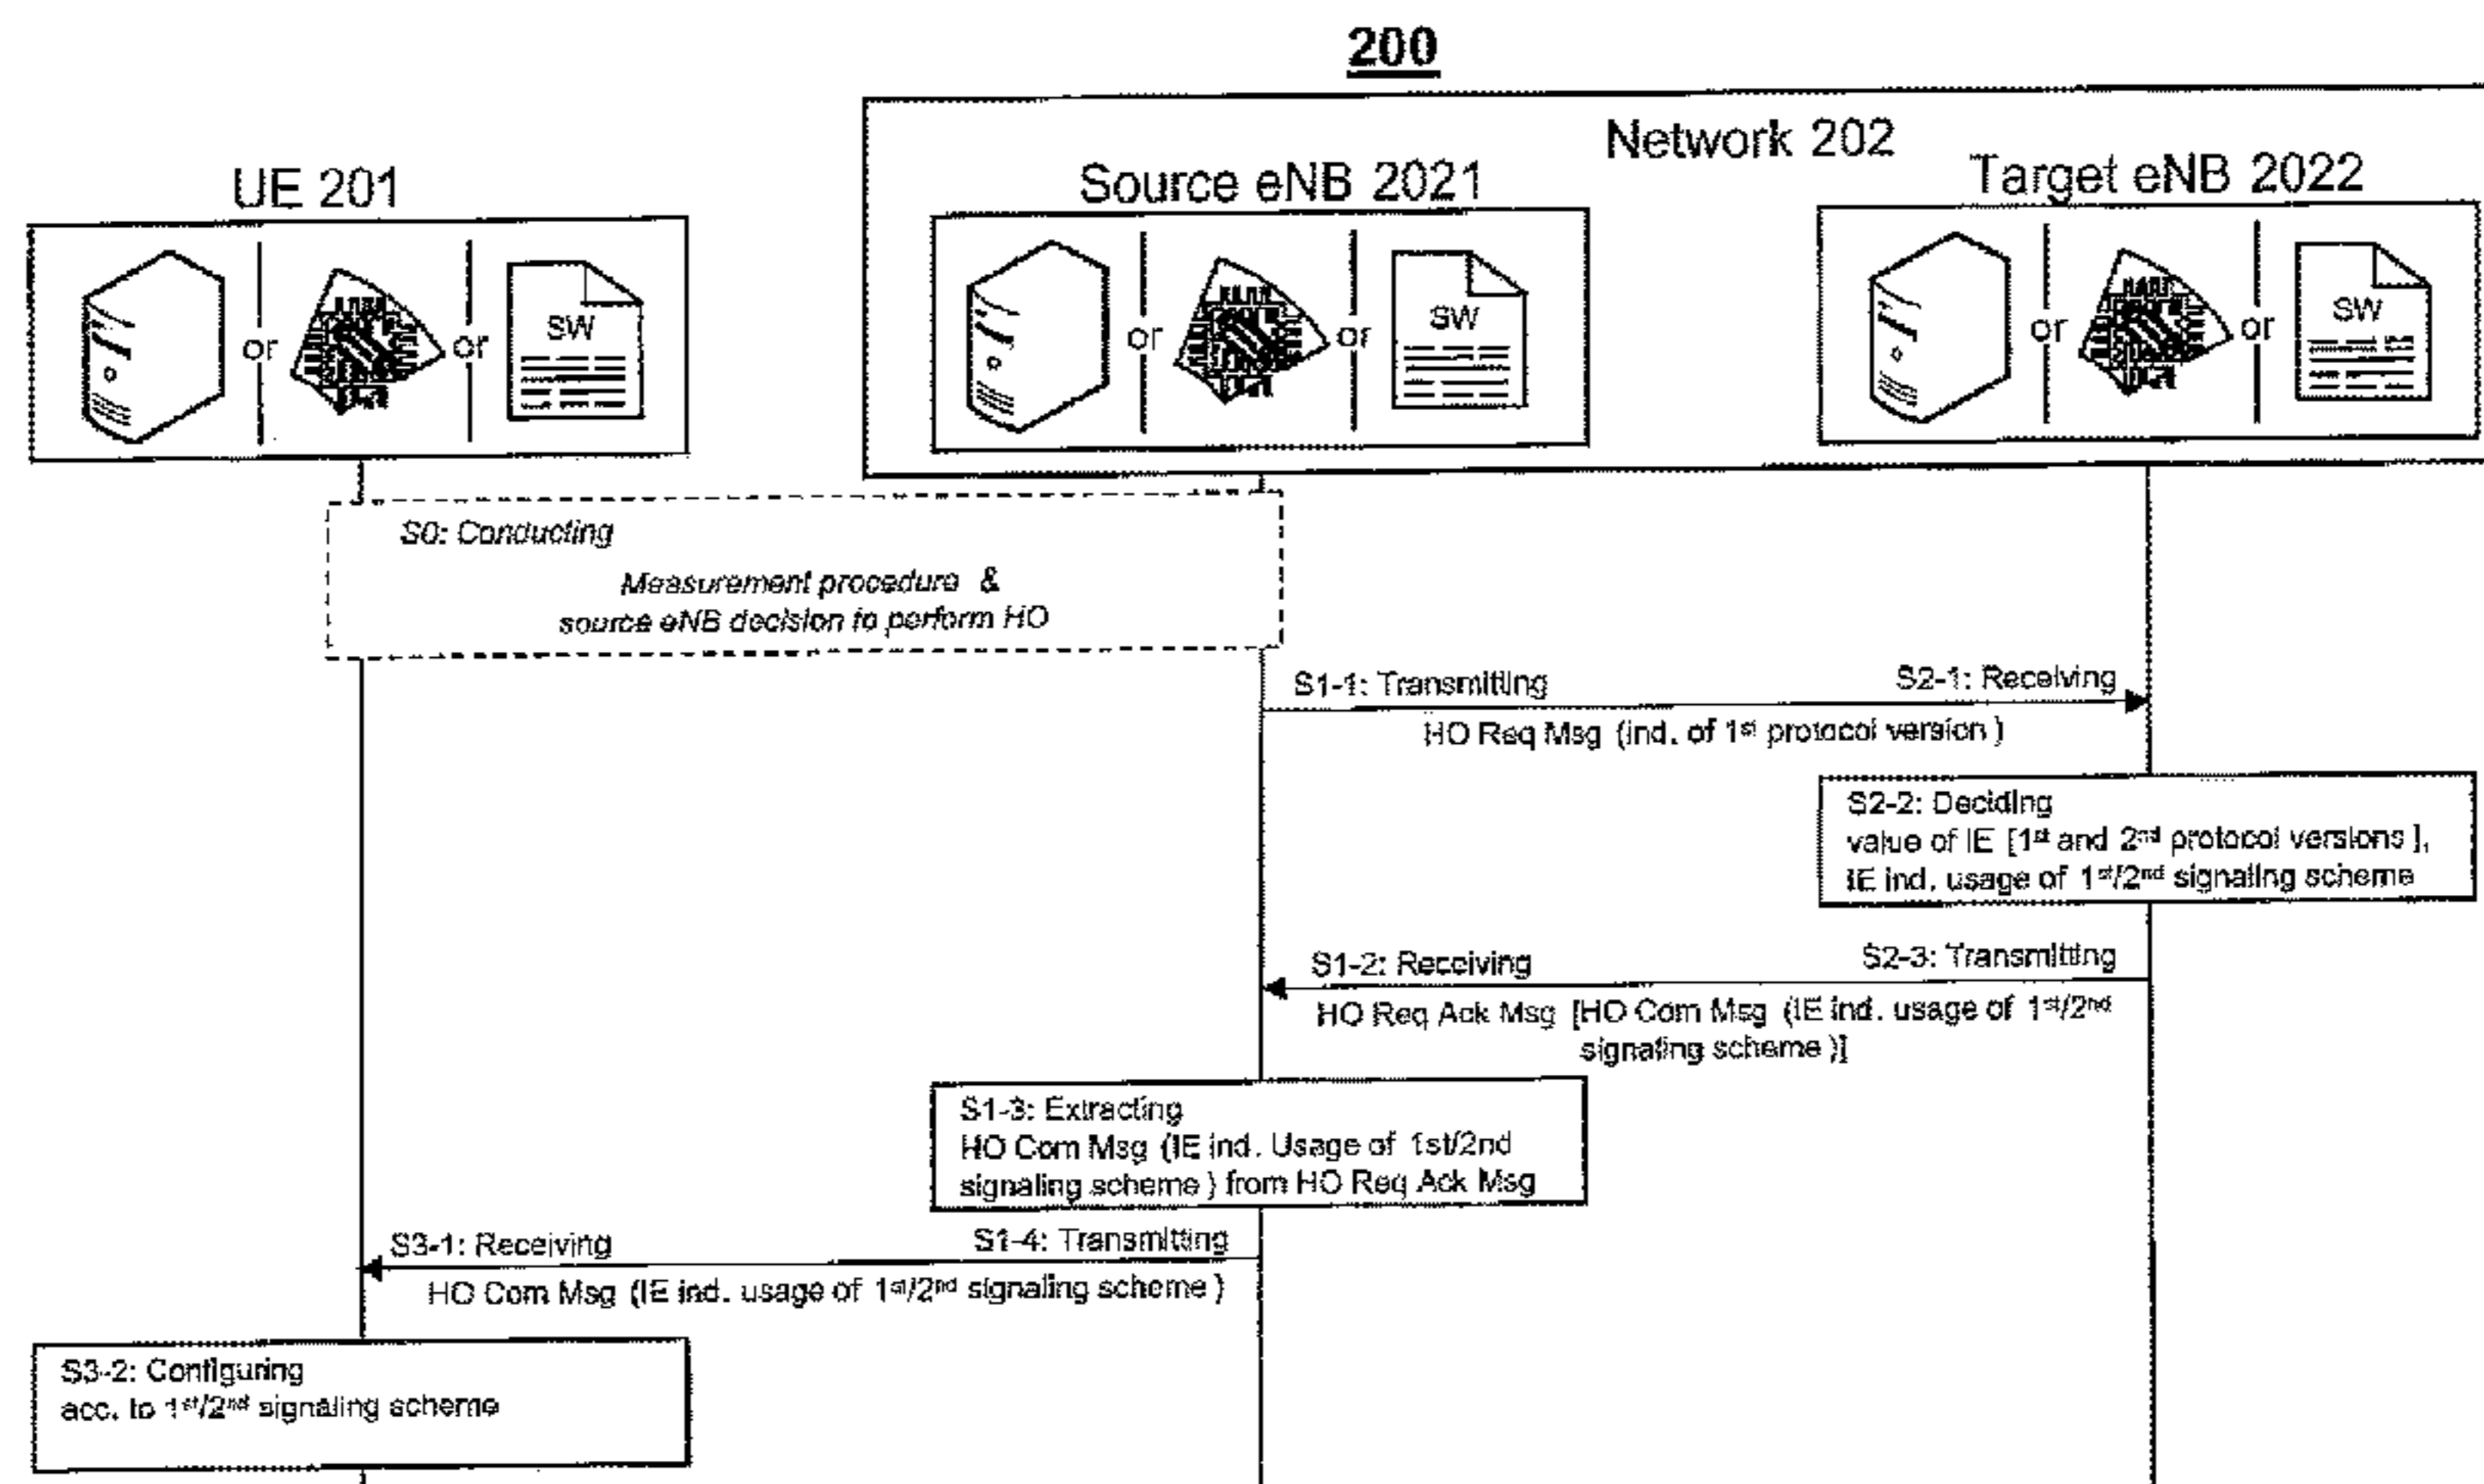 200
Network 202
UE 201
Source eNB 2021
Target eNB 2022
or
or
SW
or
or
SW
or
or
SW
S0: Conducting
Measurement procedure &
source eNB decision to perform HO
S1-1: Transmitting
S2-1: Receiving
HO Req Msg (ind. of 1st protocol version)
S2-2: Deciding
value of IE [1st and 2nd protocol versions],
IE ind. usage of 1st/2nd signaling scheme
S1-2: Receiving
S2-3: Transmitting
HO Req Ack Msg [HO Com Msg (IE ind. usage of 1st/2nd
signaling scheme)]
S1-3: Extracting
HO Com Msg (IE ind. Usage of 1st/2nd
signaling scheme) from HO Req Ack Msg
S3-1: Receiving
S1-4: Transmitting
HO Com Msg (IE ind. usage of 1st/2nd signaling scheme)
S3-2: Configuring
acc. to 1st/2nd signaling scheme